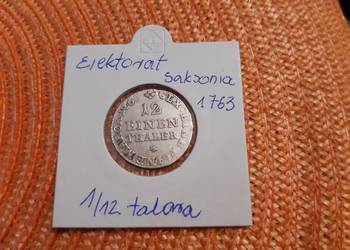 Elektorat
Saksonia
1763
12
EINEN
THALER
1/12 talara